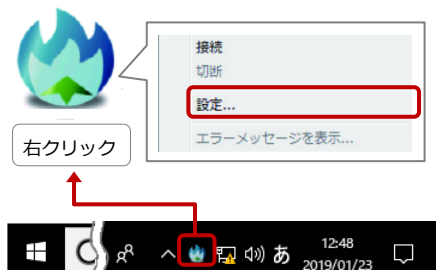 接続
切断
設定...
エラーメッセージを表示...
右クリック
あ
12:48
2019/01/23